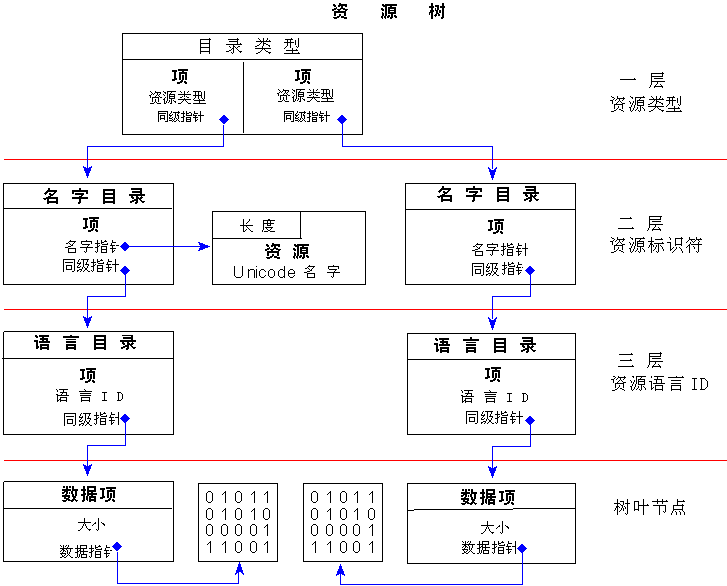 资 源 树
目 录 类 型
项
资源类型
同级指针
项
资源类型
同级指针
一 层
资源类型
名 字 目 录
项
名字指针
同级指针
长 度
资 源
Unicode 名 字
名 字 目 录
项
名字指针
同级指针
二 层
资源标识符
语 言 目 录
项
语 言 I D
同级指针
语 言 目 录
项
语 言 I D
同级指针
三 层
资源语言 ID
数据项
大小
数据指针
0 1 0 1 1
0 1 0 1 0
0 0 0 0 1
1 1 0 0 1
0 1 0 1 1
0 1 0 1 0
0 0 0 0 1
1 1 0 0 1
数据项
大小
数据指针
树叶节点